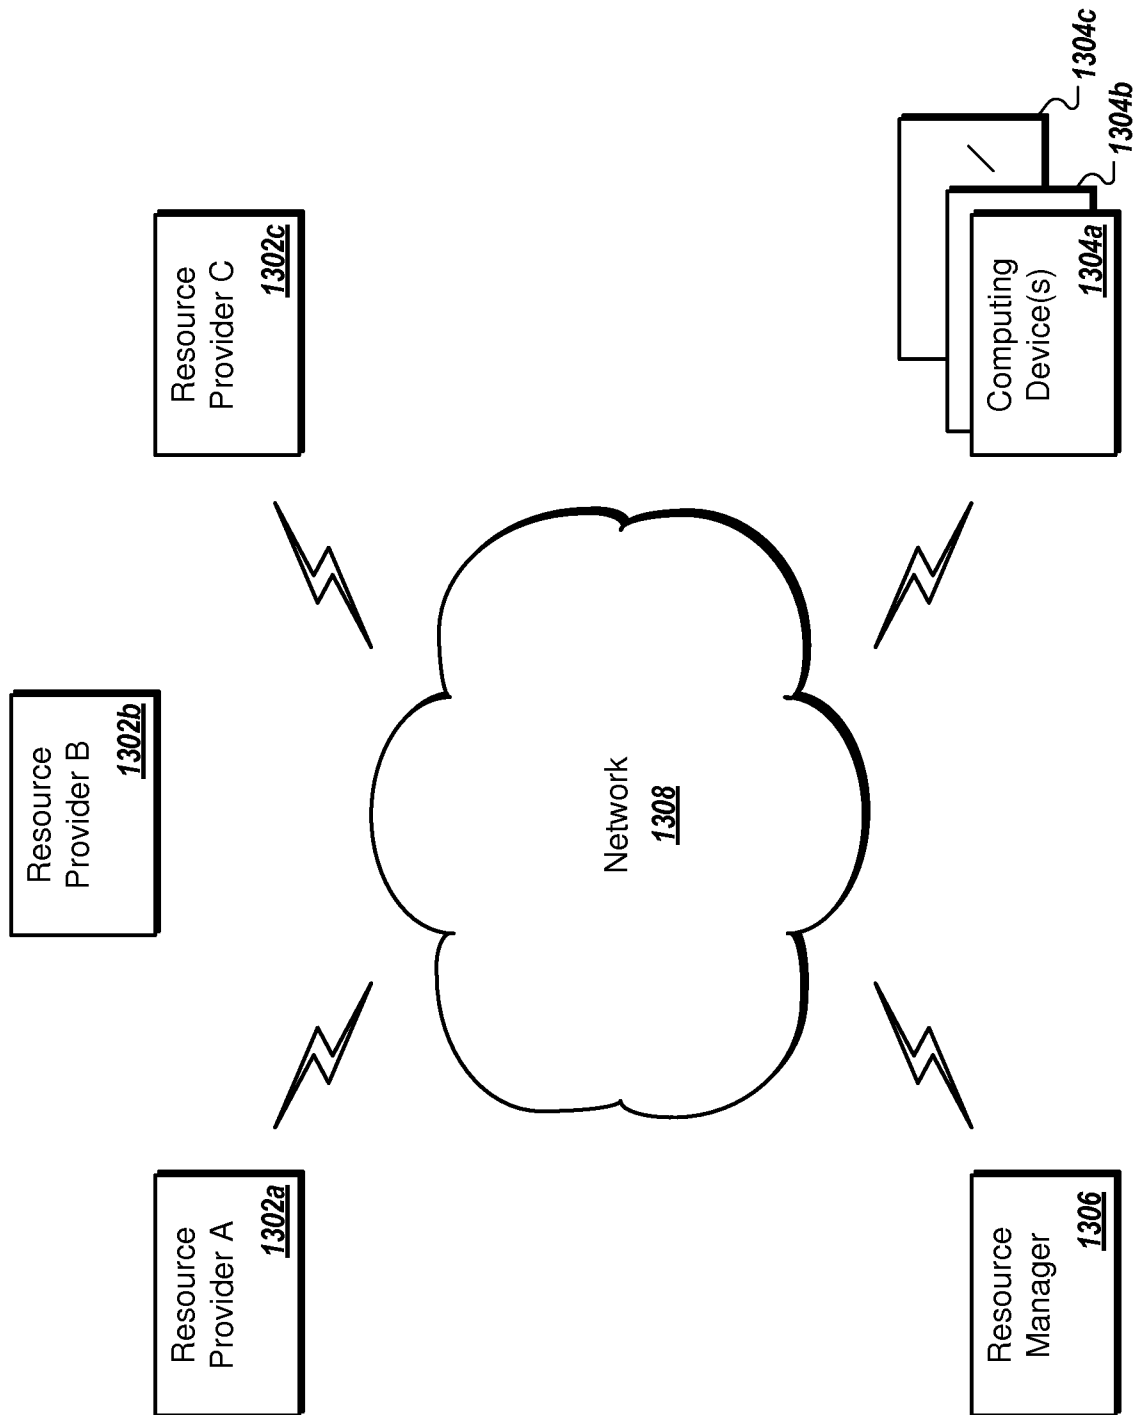 Resource
Provider A
1302a
Resource
Provider B
1302b
Resource
Provider C
1302c
Network
1308
Resource
Manager
1306
Computing
Device(s)
1304a
1304b
1304c